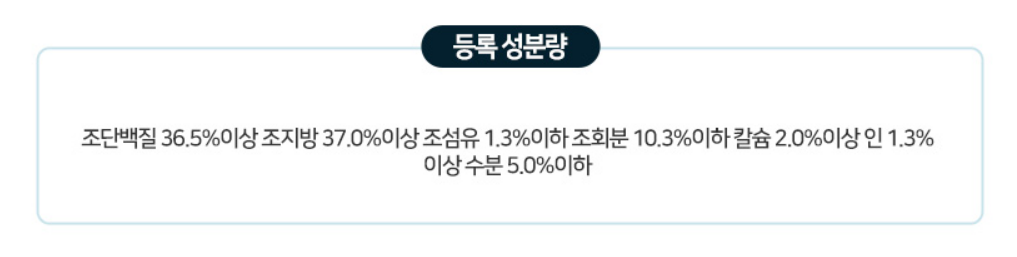 등록 성분량
조단백질 36.5%이상 조지방 37.0%이상 조섬유 1.3%이하 조회분 10.3%이하 칼슘 2.0%이상 인 1.3%
이상 수분 5.0%이하